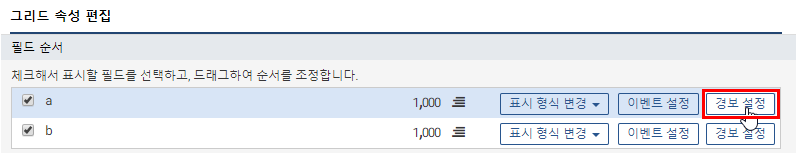 그리드 속성 편집
필드 순서
체크해서 표시할 필드를 선택하고, 드래그하여 순서를 조정합니다.
a 1,000 표시 형식 변경 이벤트 설정 경보 설정
b 1,000 표시 형식 변경 이벤트 설정 경보 설정